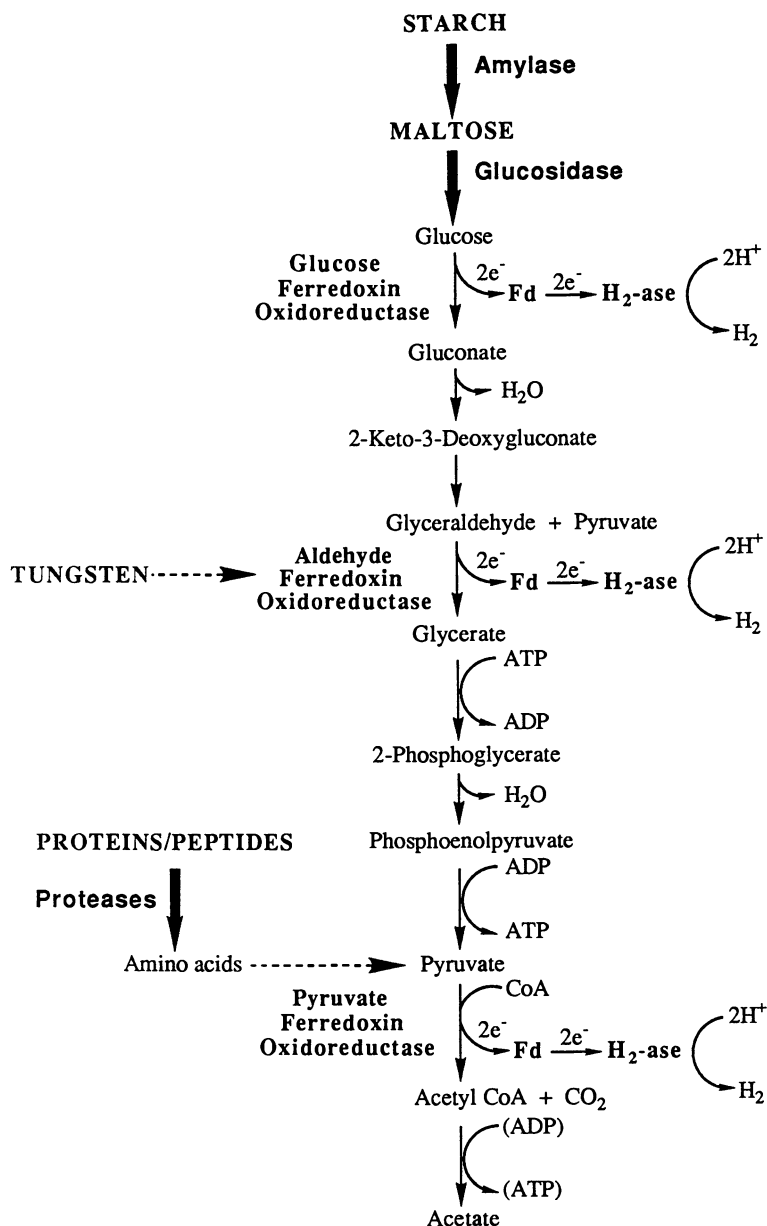 STARCH
Amylase
MALTOSE
Glucosidase
Glucose
Glucose
Ferredoxin
Oxidoreductase
2e⁻
Fd
2e⁻
H₂-ase
2H⁺
H₂
Gluconate
H₂O
2-Keto-3-Deoxygluconate
Glyceraldehyde + Pyruvate
TUNGSTEN
Aldehyde
Ferredoxin
Oxidoreductase
2e⁻
Fd
2e⁻
H₂-ase
2H⁺
H₂
Glycerate
ATP
ADP
2-Phosphoglycerate
H₂O
PROTEINS/PEPTIDES
Phosphoenolpyruvate
Proteases
ADP
ATP
Amino acids
Pyruvate
Pyruvate
Ferredoxin
Oxidoreductase
CoA
2e⁻
Fd
2e⁻
H₂-ase
2H⁺
H₂
Acetyl CoA + CO₂
(ADP)
(ATP)
Acetate